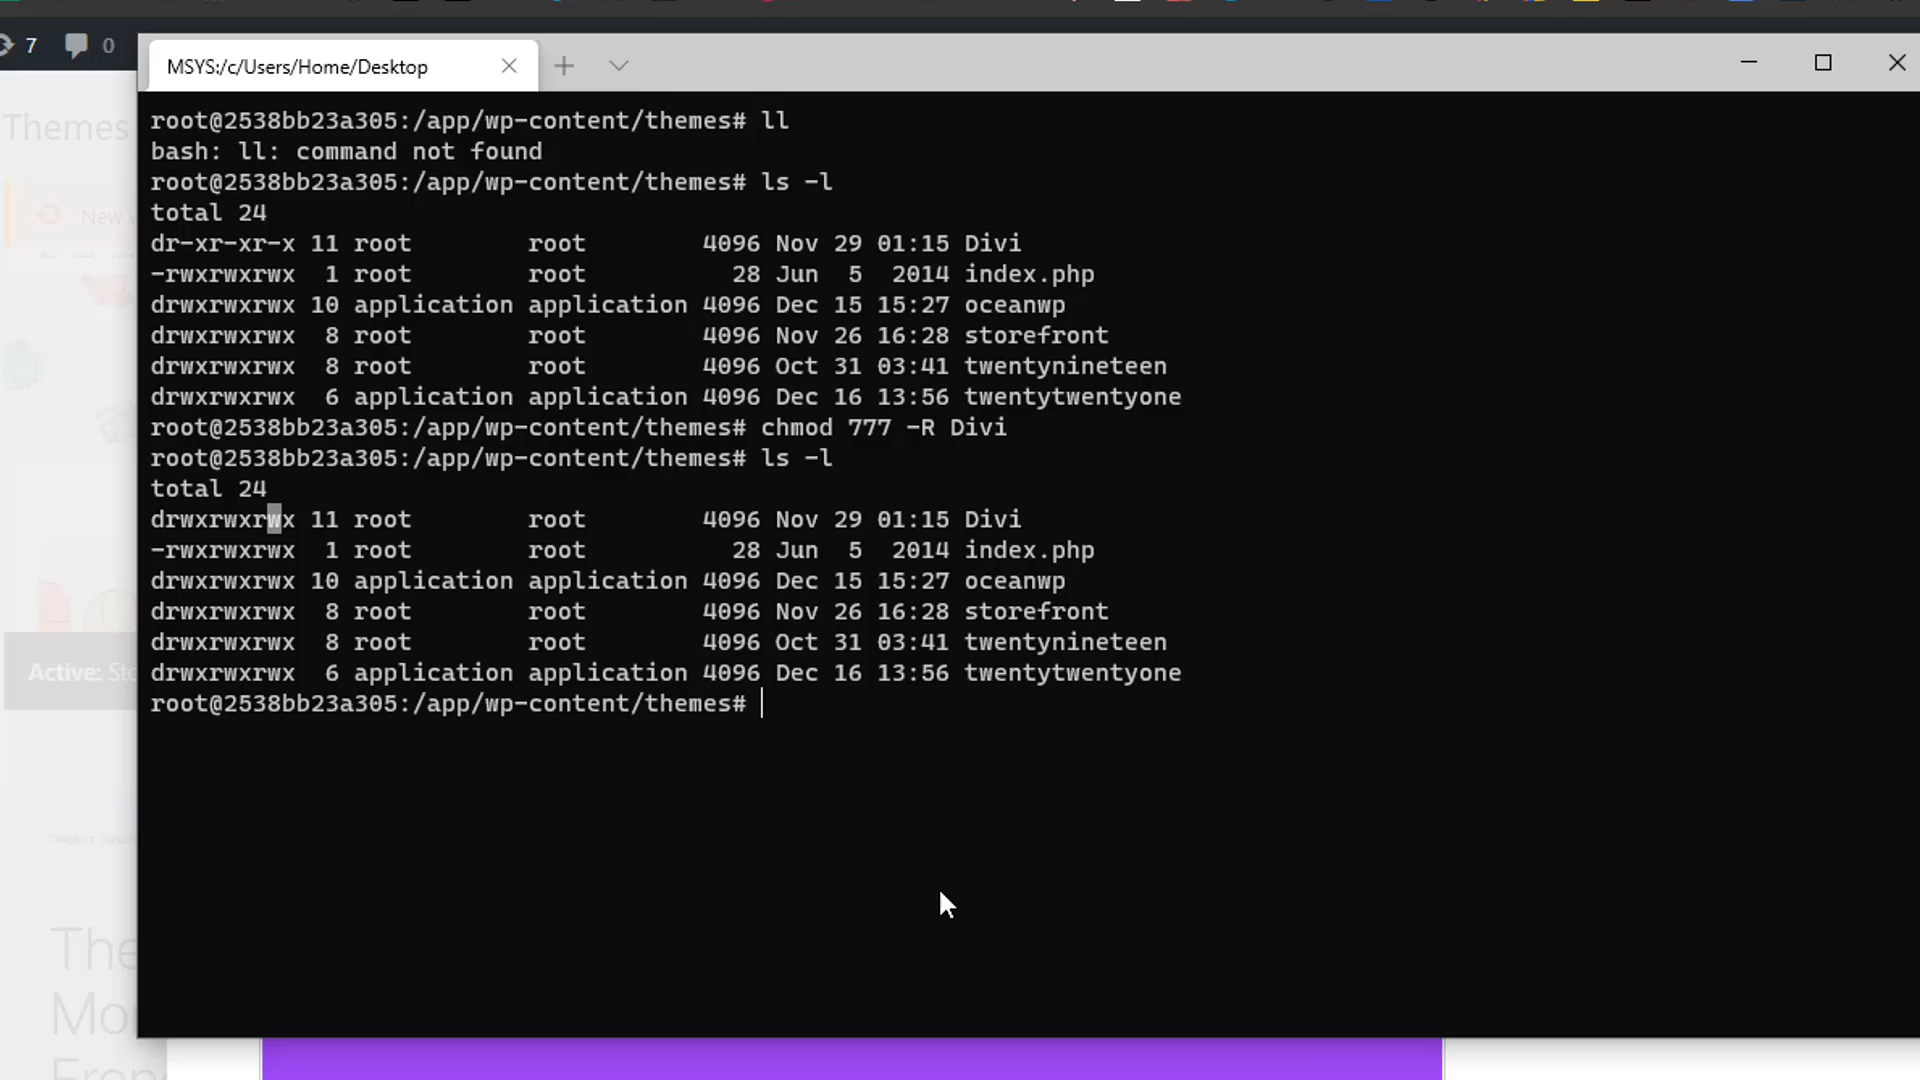 7 0
MSYS:/c/Users/Home/Desktop
Themes
New
root@2538bb23a305:/app/wp-content/themes# ll
bash: ll: command not found
root@2538bb23a305:/app/wp-content/themes# ls -l
total 24
dr-xr-xr-x 11 root root 4096 Nov 29 01:15 Divi
-rwxrwxrwx 1 root root 28 Jun 5 2014 index.php
drwxrwxrwx 10 application application 4096 Dec 15 15:27 oceanwp
drwxrwxrwx 8 root root 4096 Nov 26 16:28 storefront
drwxrwxrwx 8 root root 4096 Oct 31 03:41 twentynineteen
drwxrwxrwx 6 application application 4096 Dec 16 13:56 twentytwentyone
root@2538bb23a305:/app/wp-content/themes# chmod 777 -R Divi
root@2538bb23a305:/app/wp-content/themes# ls -l
total 24
drwxrwxrwx 11 root root 4096 Nov 29 01:15 Divi
-rwxrwxrwx 1 root root 28 Jun 5 2014 index.php
drwxrwxrwx 10 application application 4096 Dec 15 15:27 oceanwp
drwxrwxrwx 8 root root 4096 Nov 26 16:28 storefront
drwxrwxrwx 8 root root 4096 Oct 31 03:41 twentynineteen
drwxrwxrwx 6 application application 4096 Dec 16 13:56 twentytwentyone
root@2538bb23a305:/app/wp-content/themes#
Active: Sto
The
Mo